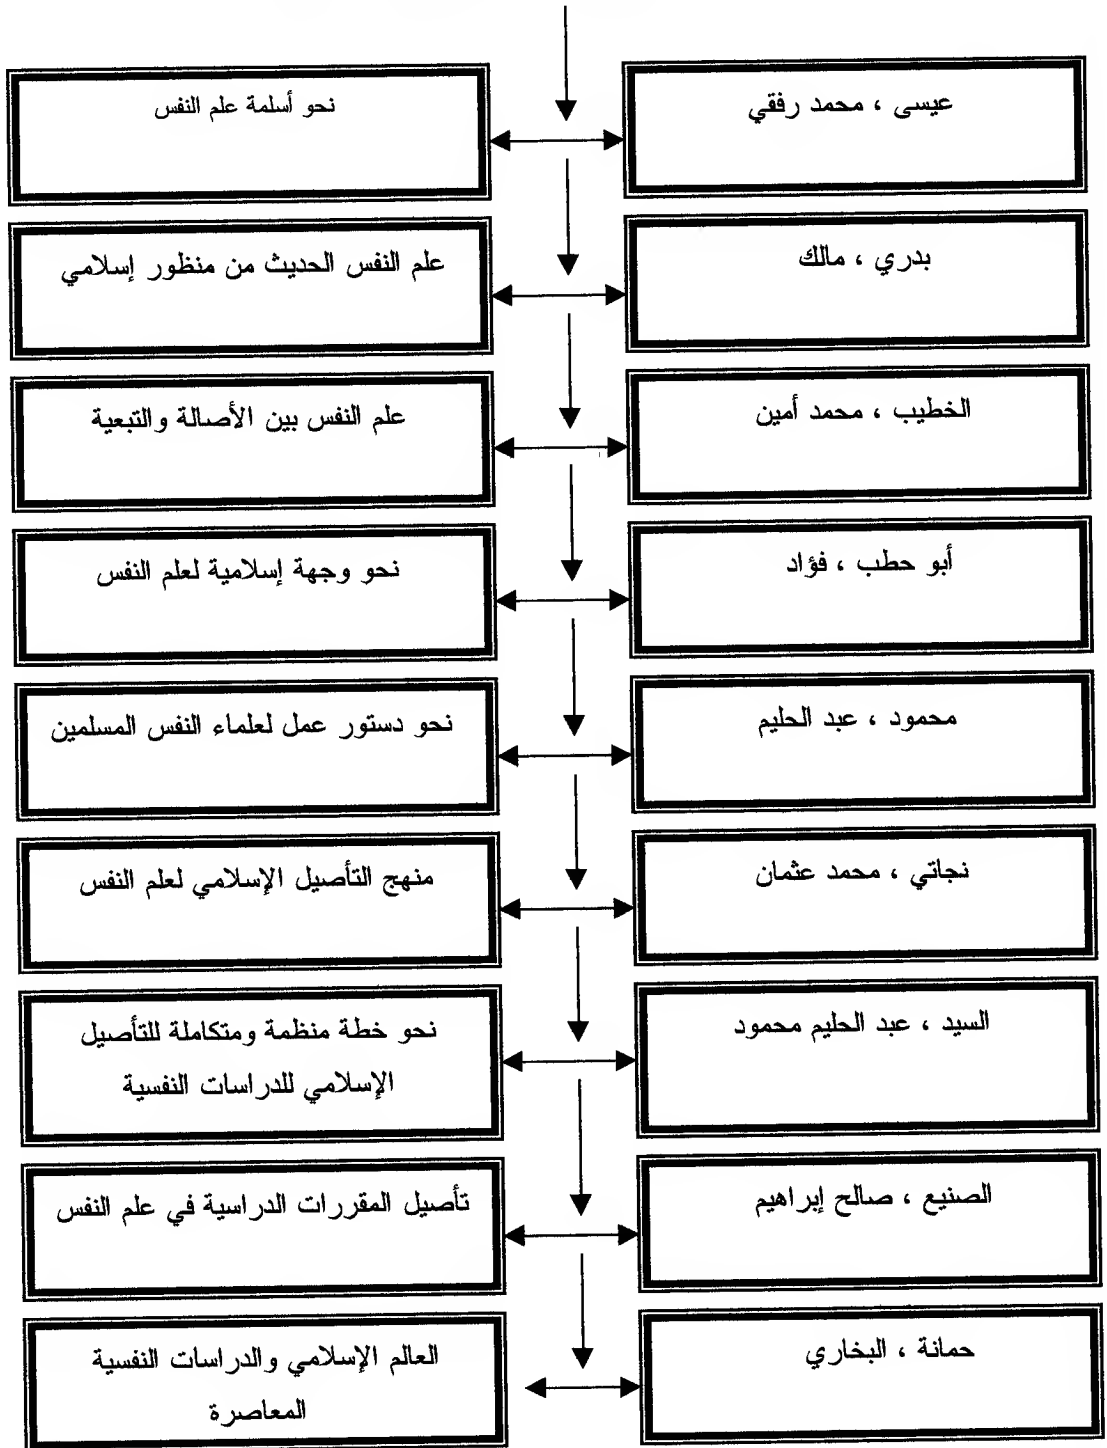 عيسى ، محمد رفقي
نحو أسلمة علم النفس
بدري ، مالك
علم النفس الحديث من منظور إسلامي
الخطيب ، محمد أمين
علم النفس بين الأصالة والتبعية
أبو حطب ، فؤاد
نحو وجهة إسلامية لعلم النفس
محمود ، عبد الحليم
نحو دستور عمل لعلماء النفس المسلمين
نجاتي ، محمد عثمان
منهج التأصيل الإسلامي لعلم النفس
السيد ، عبد الحليم محمود
نحو خطة منظمة ومتكاملة للتأصيل
الإسلامي للدراسات النفسية
الصنيع ، صالح إبراهيم
تأصيل المقررات الدراسية في علم النفس
حمانة ، البخاري
العالم الإسلامي والدراسات النفسية
المعاصرة